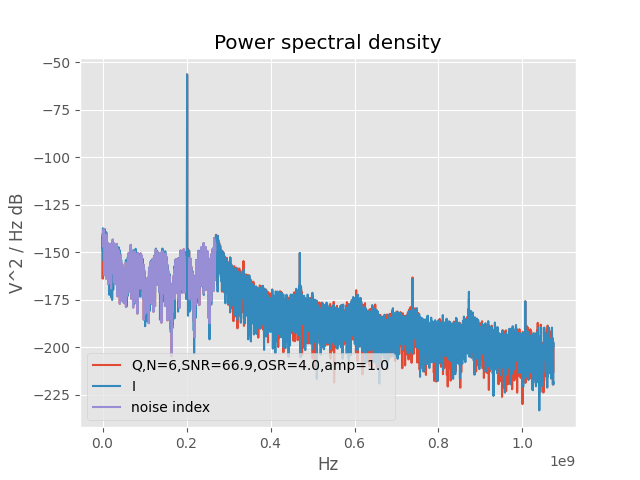 Power spectral density
V^2 / Hz dB
−50
−75
−100
−125
−150
−175
−200
−225
Q,N=6,SNR=66.9,OSR=4.0,amp=1.0
I
noise index
0.0 0.2 0.4 0.6 0.8 1.0
1e9
Hz